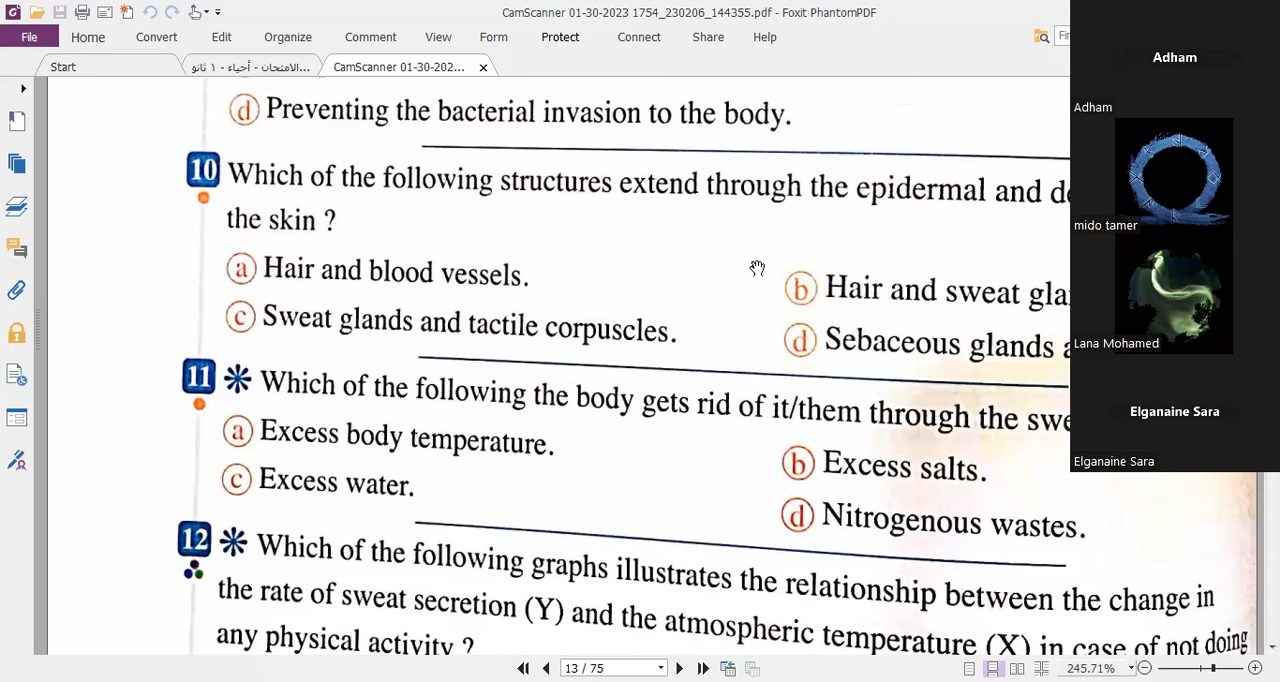 CamScanner 01-30-2023 1754_230206_144355.pdf - Foxit PhantomPDF
File Home Convert Edit Organize Comment View Form Protect Connect Share Help
Start ...الامتحان - أحياء - ١ ثانو CamScanner 01-30-202...
d Preventing the bacterial invasion to the body.
10 Which of the following structures extend through the epidermal and
the skin ?
a Hair and blood vessels.
b Hair and sweat
c Sweat glands and tactile corpuscles.
d Sebaceous glands
11 Which of the following the body gets rid of it/them through the
a Excess body temperature.
b Excess salts.
c Excess water.
d Nitrogenous wastes.
12 Which of the following graphs illustrates the relationship between the change in
the rate of sweat secretion (Y) and the atmospheric temperature (X) in case of not doing
any physical activity ?
Adham
Adham
mido tamer
Lana Mohamed
Elganaine Sara
Elganaine Sara
13 / 75
245.71%